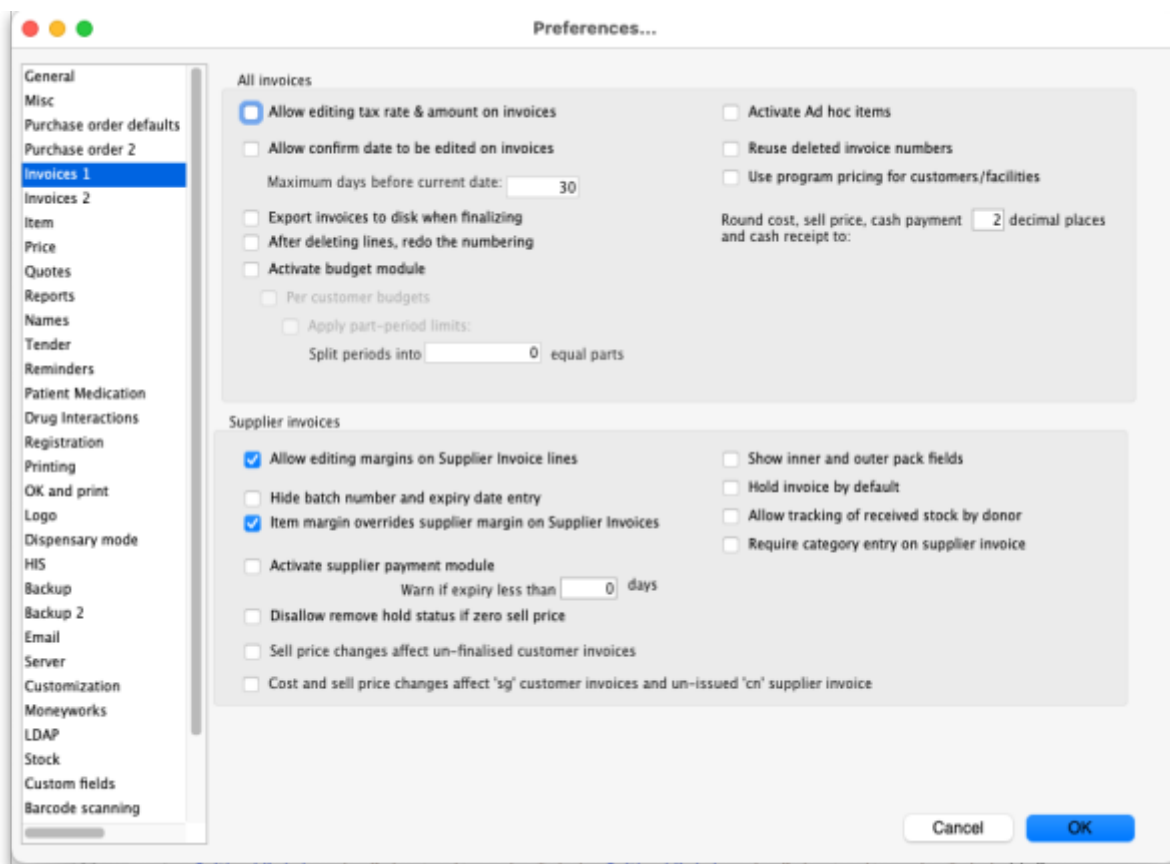 Preferences...
General
Misc
Purchase order defaults
Purchase order 2
Invoices 1
Invoices 2
Item
Price
Quotes
Reports
Names
Tender
Reminders
Patient Medication
Drug Interactions
Registration
Printing
OK and print
Logo
Dispensary mode
HIS
Backup
Backup 2
Email
Server
Customization
Moneyworks
LDAP
Stock
Custom fields
Barcode scanning
All invoices
Allow editing tax rate & amount on invoices
Allow confirm date to be edited on invoices
Maximum days before current date: 30
Export invoices to disk when finalizing
After deleting lines, redo the numbering
Activate budget module
Per customer budgets
Apply part-period limits:
Split periods into 0 equal parts
Activate Ad hoc items
Reuse deleted invoice numbers
Use program pricing for customers/facilities
Round cost, sell price, cash payment 2 decimal places
and cash receipt to:
Supplier invoices
Allow editing margins on Supplier Invoice lines
Hide batch number and expiry date entry
Item margin overrides supplier margin on Supplier Invoices
Activate supplier payment module
Warn if expiry less than 0 days
Disallow remove hold status if zero sell price
Sell price changes affect un-finalised customer invoices
Cost and sell price changes affect 'sg' customer invoices and un-issued 'cn' supplier invoice
Show inner and outer pack fields
Hold invoice by default
Allow tracking of received stock by donor
Require category entry on supplier invoice
Cancel
OK